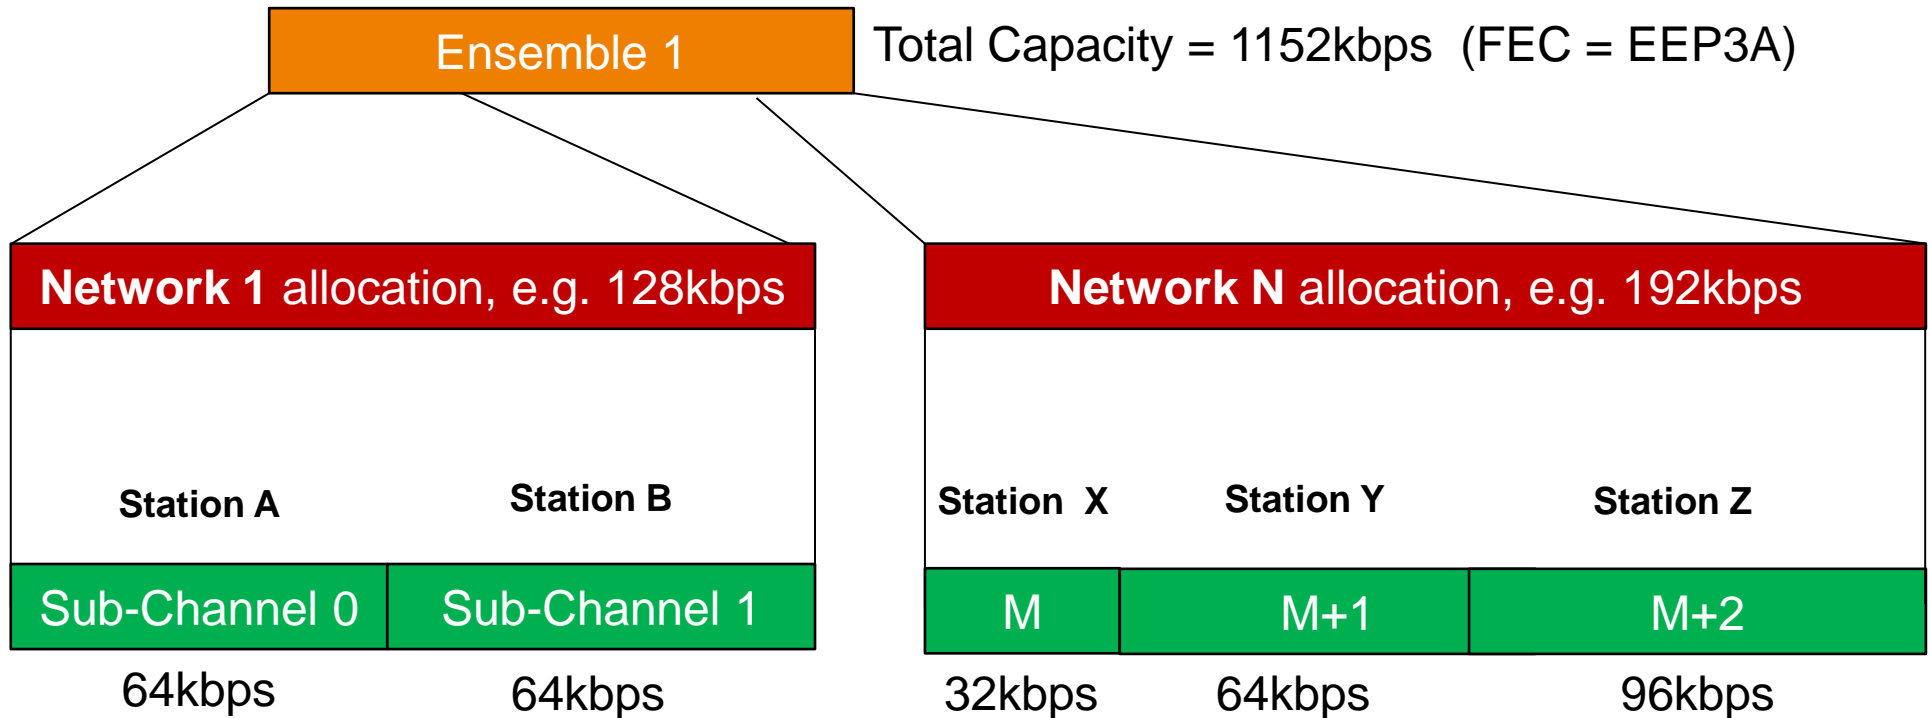 Ensemble 1
Total Capacity = 1152kbps (FEC = EEP3A)
Network 1 allocation, e.g. 128kbps
Network N allocation, e.g. 192kbps
Station A
Station B
Station X
Station Y
Station Z
Sub-Channel 0
Sub-Channel 1
M
M+1
M+2
64kbps
64kbps
32kbps
64kbps
96kbps